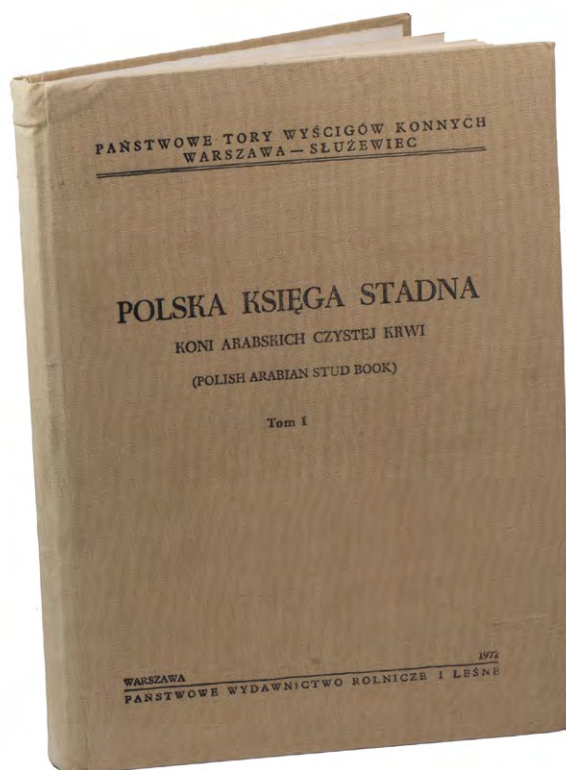 PAŃSTWOWE TORY WYŚCIGÓW KONNYCH
WARSZAWA — SŁUŻEWIEC
POLSKA KSIĘGA STADNA
KONI ARABSKICH CZYSTEJ KRWI
(POLISH ARABIAN STUD BOOK)
Tom I
WARSZAWA 1972
PAŃSTWOWE WYDAWNICTWO ROLNICZE I LEŚNE